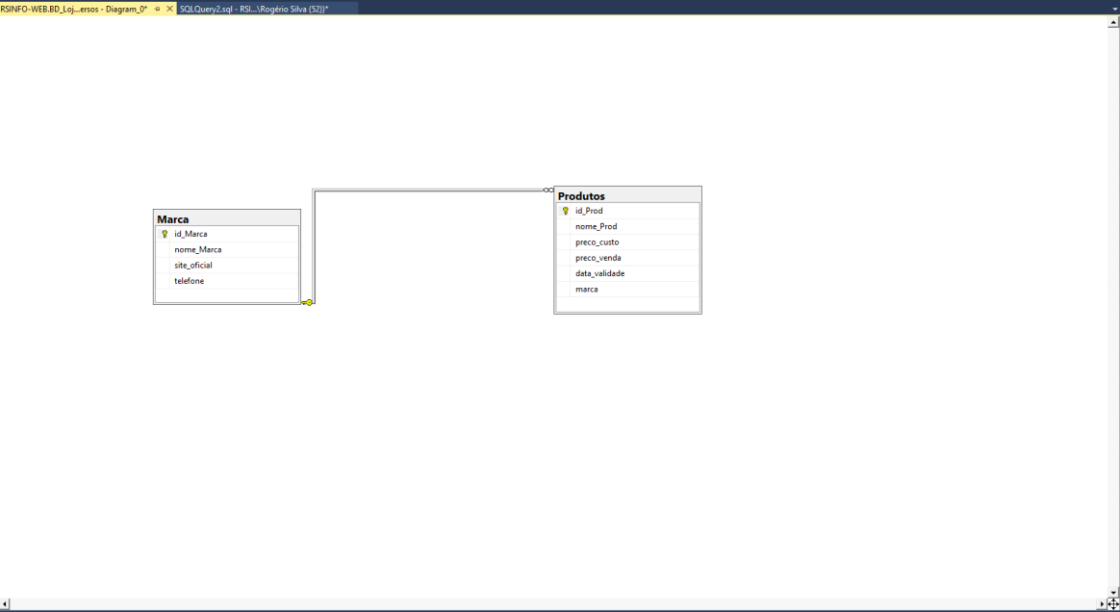 RSINFO-WEB.BD_Loj...ersos - Diagram_0*
SQLQuery2.sql - RSI...\Rogério Silva (52))*
Marca
id_Marca
nome_Marca
site_oficial
telefone
Produtos
id_Prod
nome_Prod
preco_custo
preco_venda
data_validade
marca